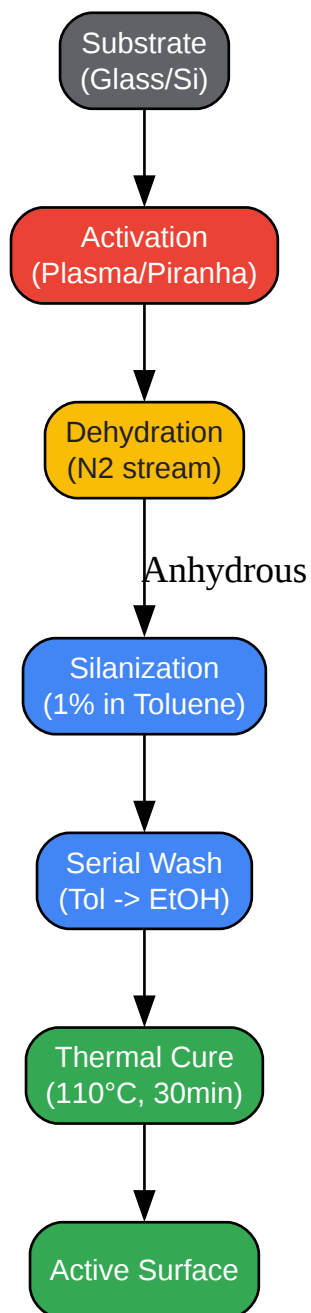 Substrate
(Glass/Si)
Activation
(Plasma/Piranha)
Dehydration
(N2 stream)
Anhydrous
Silanization
(1% in Toluene)
Serial Wash
(Tol -> EtOH)
Thermal Cure
(110°C, 30min)
Active Surface